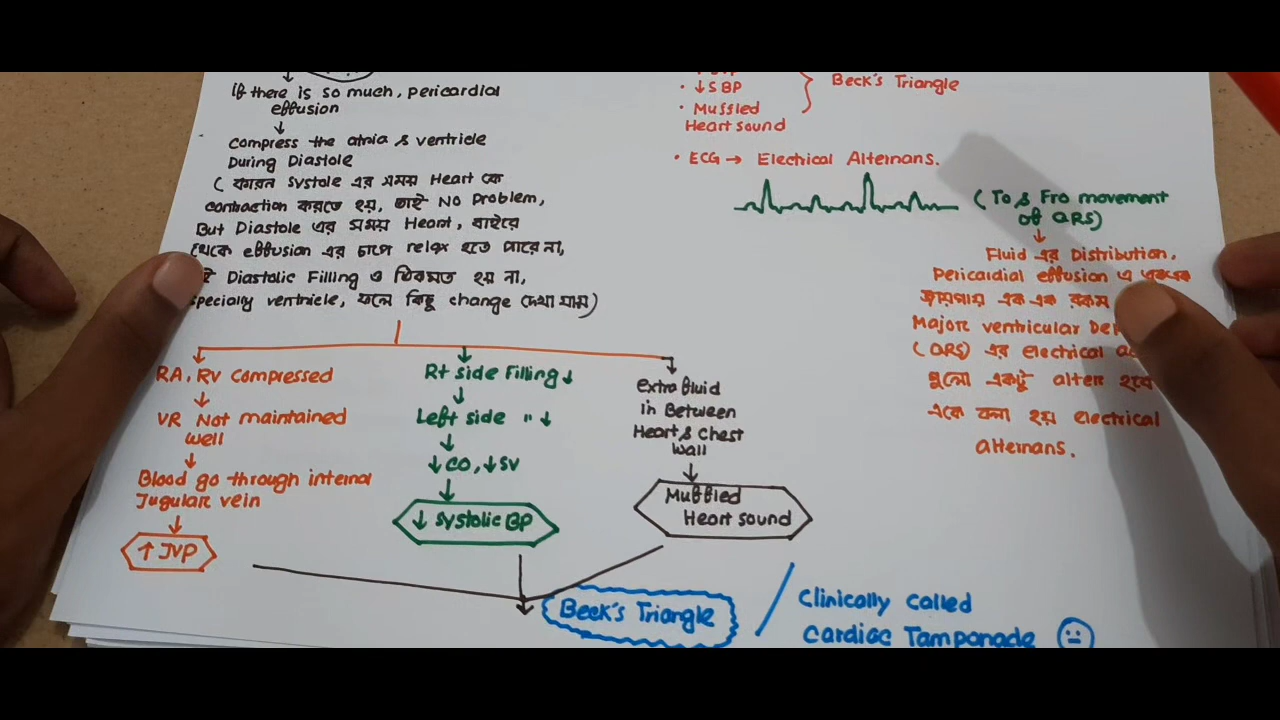 If there is so much, pericardial
effusion
↓
Compress the atria & ventricle
During Diastole
( কারন Systole এর সময় Heart কে
contraction করতে হয়, তাই No Problem,
But Diastole এর সময় Heart, বাইরে
থেকে effusion এর চাপে relax হতে পারে না,
Diastolic Filling ও ঠিকমত হয় না,
specially ventricle, ফলে কিছু change দেখা যায়)
RA, RV compressed
↓
VR Not maintained
well
↓
Blood go through internal
Jugular vein
↓
↑ JVP
Rt side Filling ↓
↓
Left side " ↓
↓
↓CO, ↓SV
↓
↓ Systolic BP
extra fluid
in Between
Heart & Chest
wall
↓
Muffled
Heart sound
Beck's Triangle
Clinically called
Cardiac Tamponade
• ↓SBP
• Muffled
Heart sound
Beck's Triangle
• ECG → Electrical Alternans.
( To & Fro movement
of QRS)
↓
Fluid এর Distribution.
Pericardial effusion এ
জায়গায় এক এক রকম
Major ventricular
(QRS) এর electrical
গুলো একটু alter হবে
একে বলা হয় electrical
alternans.